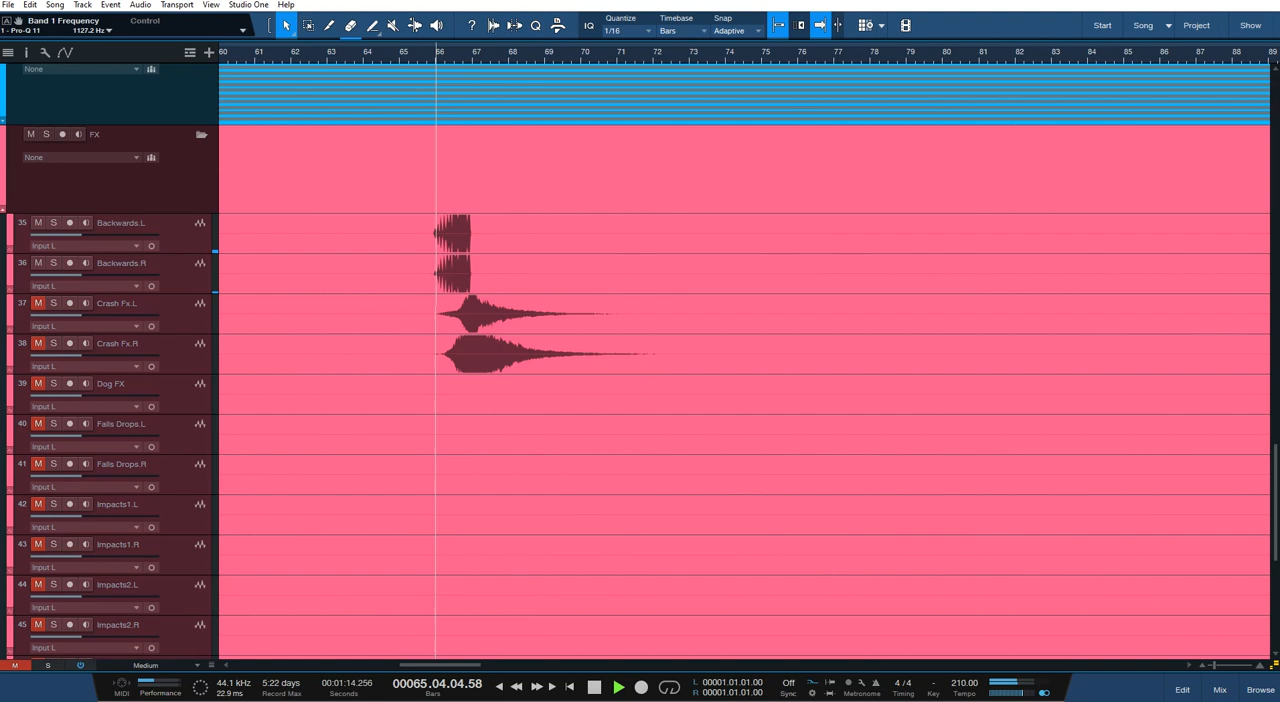 File Edit Song Track Event Audio Transport View Studio One Help
Band 1 Frequency Control
1 - Pro-Q 11 1127.2 Hz
IQ Quantize Timebase Snap
1/16 Bars Adaptive
Start Song Project Show
60 61 62 63 64 65 66 67 68 69 70 71 72 73 74 75 76 77 78 79 80 81 82 83 84 85 86 87 88 89
None
M S FX
None
35 M S Backwards.L
Input L
36 M S Backwards.R
Input L
37 M S Crash Fx.L
Input L
38 M S Crash Fx.R
Input L
39 M S Dog FX
Input L
40 M S Falls Drops.L
Input L
41 M S Falls Drops.R
Input L
42 M S Impacts1.L
Input L
43 M S Impacts1.R
Input L
44 M S Impacts2.L
Input L
45 M S Impacts2.R
Input L
M S Medium
MIDI Performance
44.1 kHz 5:22 days 00:01:14.256 00065.04.04.58
22.9 ms Record Max Seconds Bars
L 00001.01.01.00 Off 4 / 4 - 210.00
R 00001.01.01.00 Sync Metronome Timing Key Tempo
Edit Mix Browse